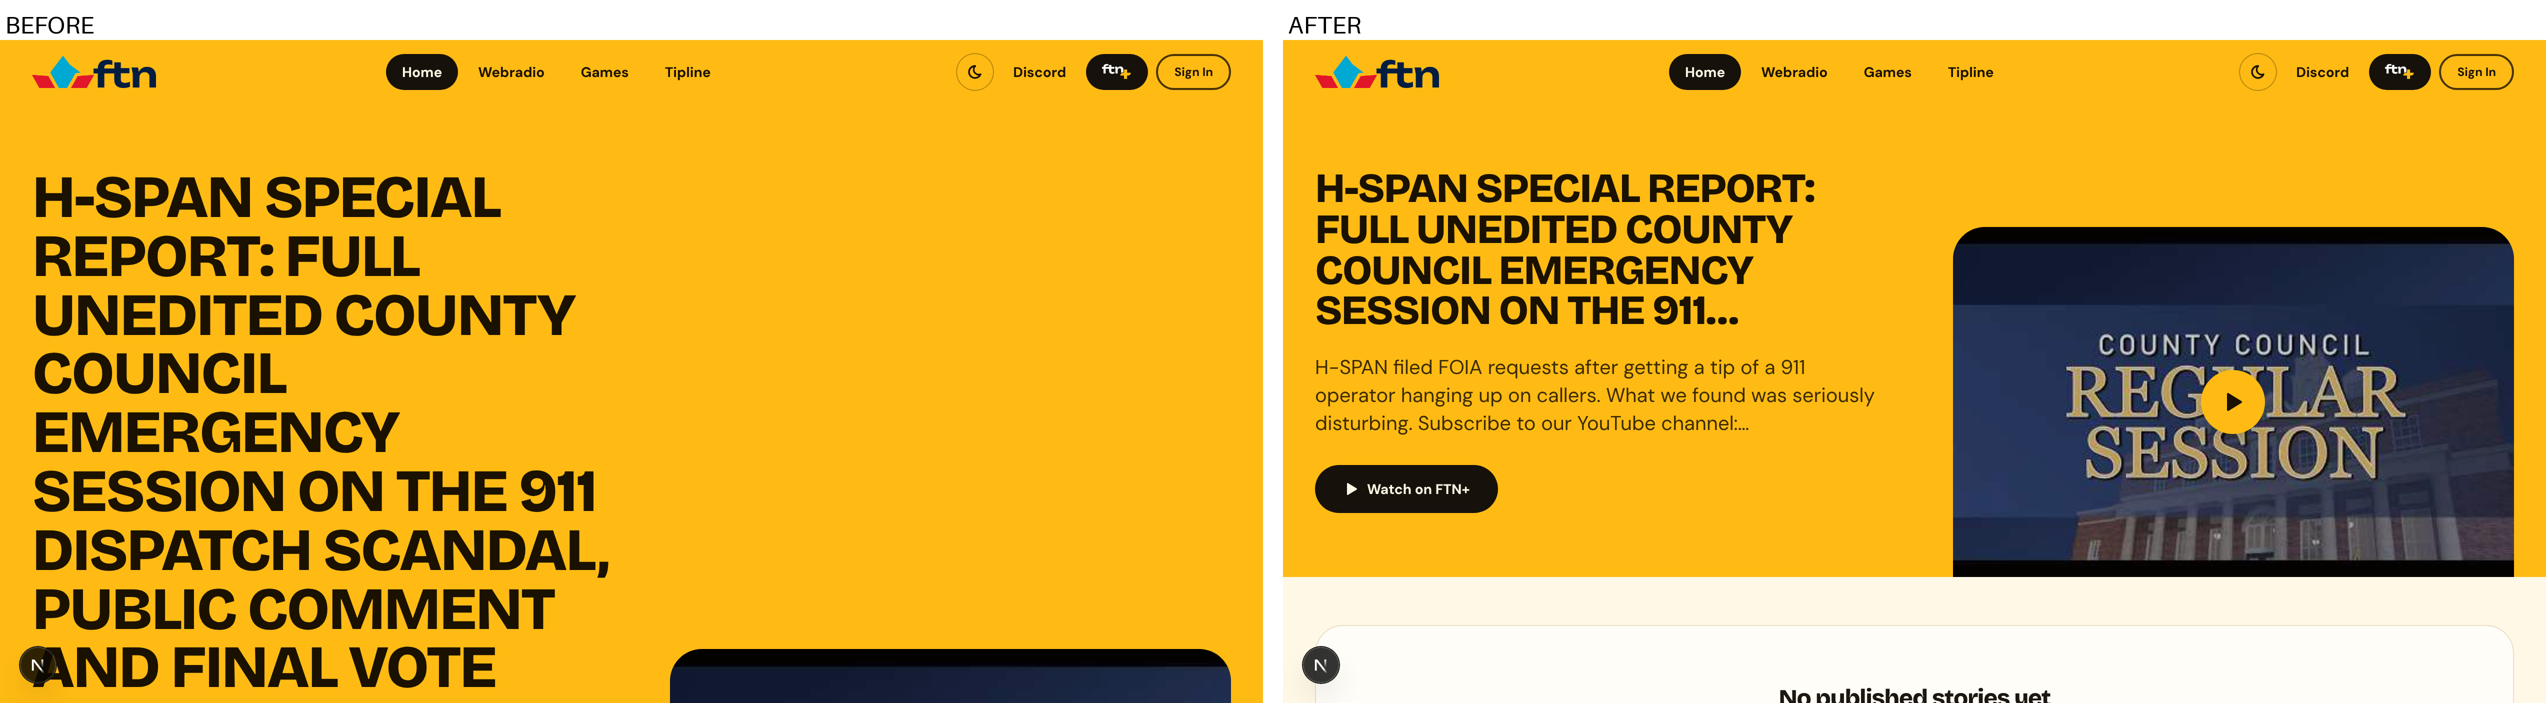 BEFORE
ftn
Home
Webradio
Games
Tipline
Discord
ftn+
Sign In
H-SPAN SPECIAL
REPORT: FULL
UNEDITED COUNTY
COUNCIL
EMERGENCY
SESSION ON THE 911
DISPATCH SCANDAL,
PUBLIC COMMENT
AND FINAL VOTE
N
AFTER
ftn
Home
Webradio
Games
Tipline
Discord
ftn+
Sign In
H-SPAN SPECIAL REPORT:
FULL UNEDITED COUNTY
COUNCIL EMERGENCY
SESSION ON THE 911...
H-SPAN filed FOIA requests after getting a tip of a 911
operator hanging up on callers. What we found was seriously
disturbing. Subscribe to our YouTube channel:...
Watch on FTN+
COUNTY COUNCIL
REGULAR
SESSION
N
No published stories yet